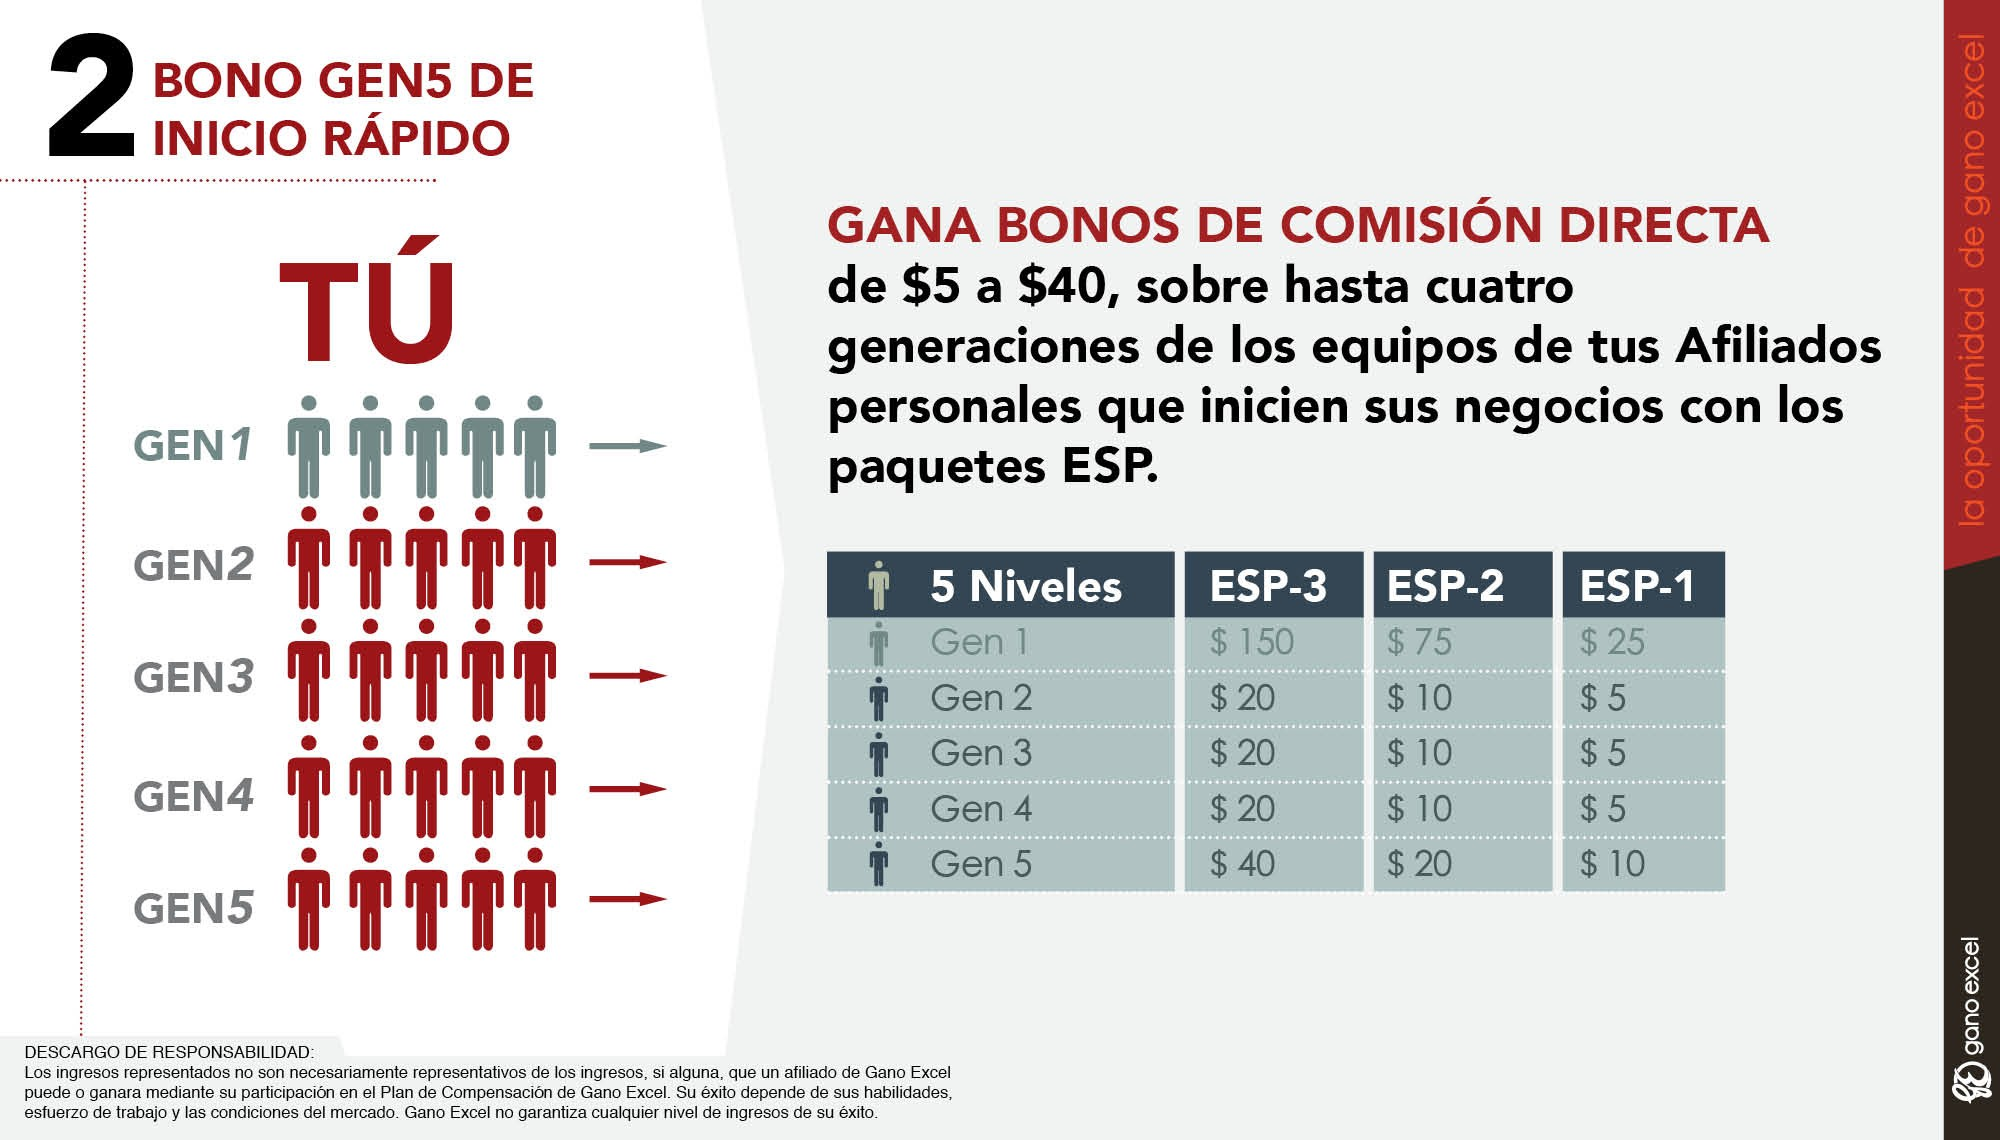 2
BONO GEN5 DE
INICIO RÁPIDO
TÚ
GEN1
GEN2
GEN3
GEN4
GEN5
GANA BONOS DE COMISIÓN DIRECTA
de $5 a $40, sobre hasta cuatro
generaciones de los equipos de tus Afiliados
personales que inicien sus negocios con los
paquetes ESP.
5 Niveles ESP-3 ESP-2 ESP-1
Gen 1 $ 150 $ 75 $ 25
Gen 2 $ 20 $ 10 $ 5
Gen 3 $ 20 $ 10 $ 5
Gen 4 $ 20 $ 10 $ 5
Gen 5 $ 40 $ 20 $ 10
DESCARGO DE RESPONSABILIDAD:
Los ingresos representados no son necesariamente representativos de los ingresos, si alguna, que un afiliado de Gano Excel
puede o ganara mediante su participación en el Plan de Compensación de Gano Excel. Su éxito depende de sus habilidades,
esfuerzo de trabajo y las condiciones del mercado. Gano Excel no garantiza cualquier nivel de ingresos de su éxito.
la oportunidad de gano excel
gano excel